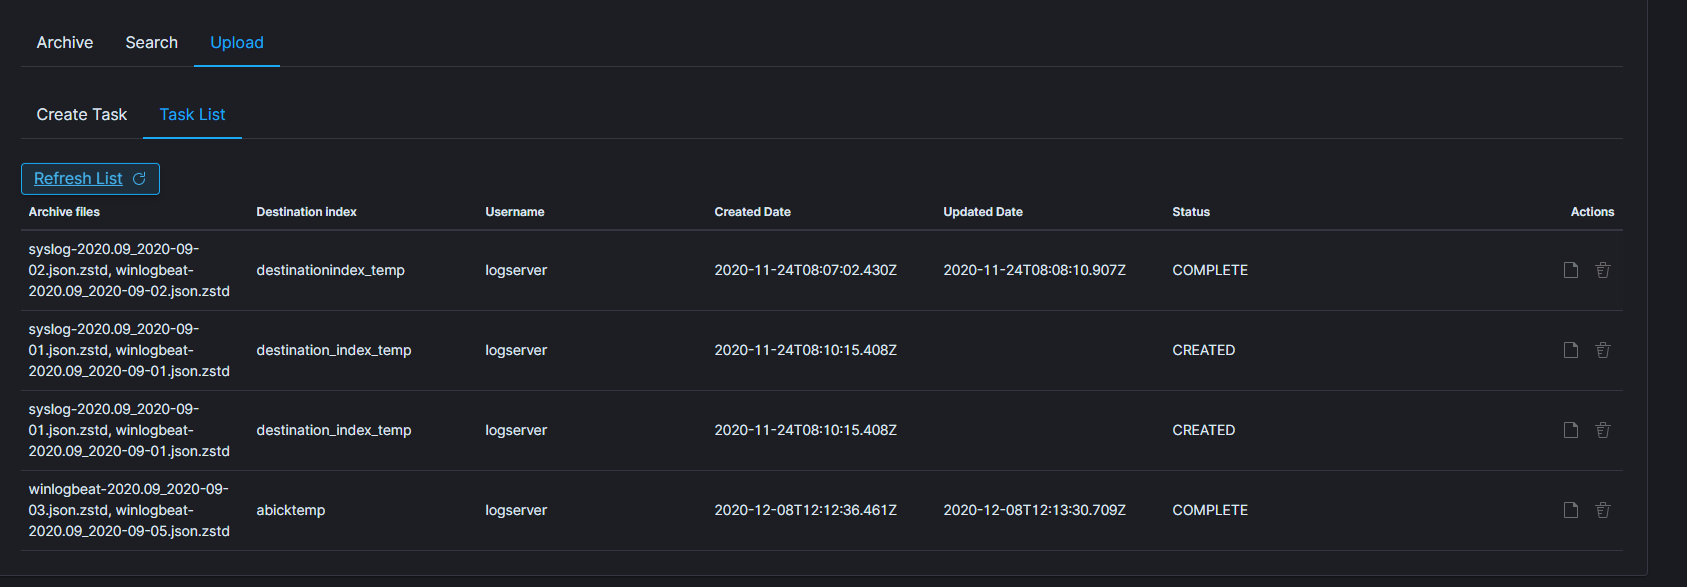 Archive Search Upload
Create Task Task List
Refresh List
Archive files Destination index Username Created Date Updated Date Status Actions
syslog-2020.09_2020-09-
02.json.zstd, winlogbeat- destinationindex_temp logserver 2020-11-24T08:07:02.430Z 2020-11-24T08:08:10.907Z COMPLETE
2020.09_2020-09-02.json.zstd
syslog-2020.09_2020-09-
01.json.zstd, winlogbeat- destination_index_temp logserver 2020-11-24T08:10:15.408Z CREATED
2020.09_2020-09-01.json.zstd
syslog-2020.09_2020-09-
01.json.zstd, winlogbeat- destination_index_temp logserver 2020-11-24T08:10:15.408Z CREATED
2020.09_2020-09-01.json.zstd
winlogbeat-2020.09_2020-09-
03.json.zstd, winlogbeat- abicktemp logserver 2020-12-08T12:12:36.461Z 2020-12-08T12:13:30.709Z COMPLETE
2020.09_2020-09-05.json.zstd